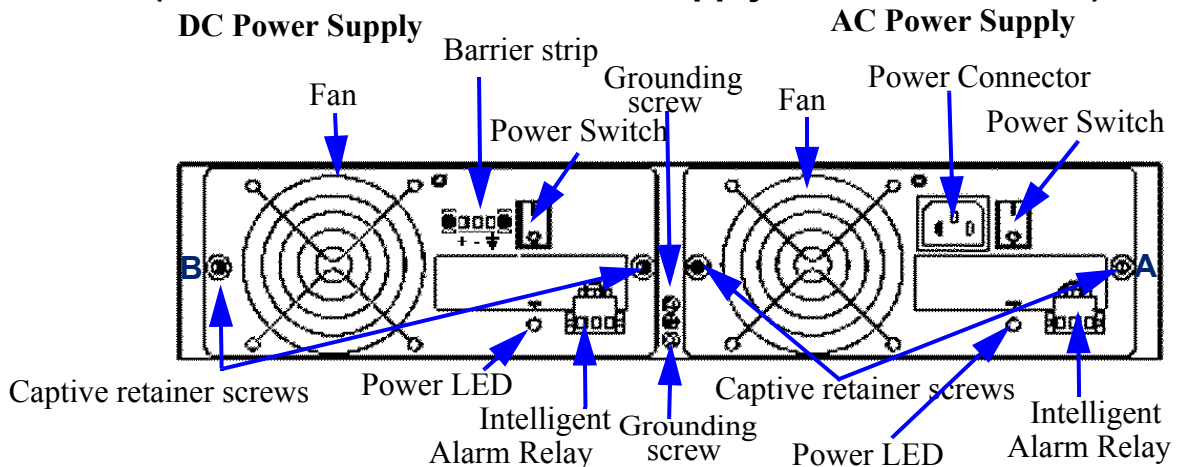 DC Power Supply
AC Power Supply
Barrier strip
Grounding
screw
Power Connector
Fan
Fan
Power Switch
Power Switch
+ -
B
A
Captive retainer screws
Power LED
Captive retainer screws
Intelligent
Alarm Relay
Grounding
screw
Power LED
Intelligent
Alarm Relay